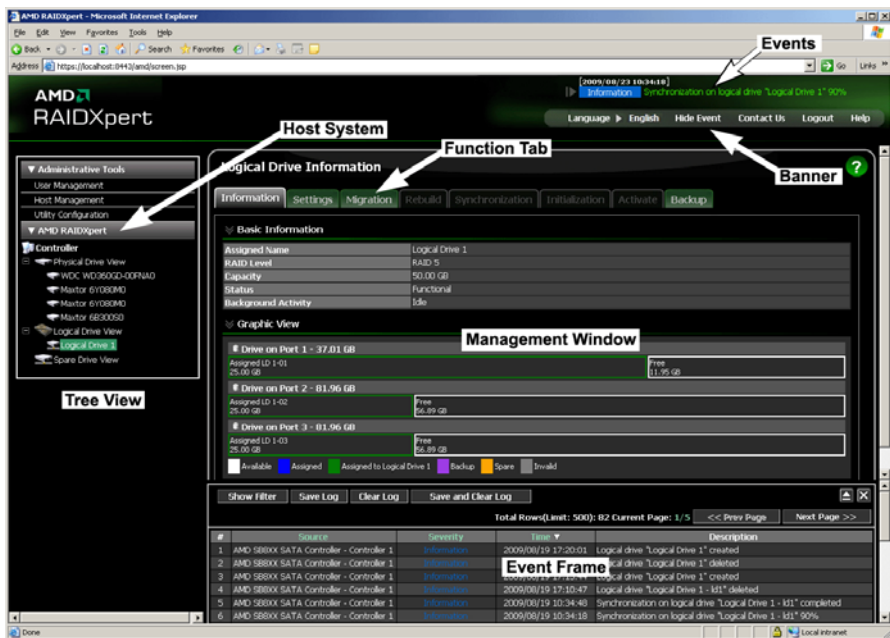 AMD RAIDXpert - Microsoft Internet Explorer
File Edit View Favorites Tools Help
Back Search Favorites
Address https://localhost:8443/amd/screen.jsp Go Links »
Events
[2009/08/23 10:34:18]
Information Synchronization on logical drive "Logical Drive 1" 90%
AMD
RAIDXpert
Language English Hide Event Contact Us Logout Help
Host System
Function Tab
Banner
Administrative Tools
User Management
Host Management
Utility Configuration
AMD RAIDXpert
Controller
Physical Drive View
WDC WD360GD-00FNA0
Maxtor 6Y080M0
Maxtor 6Y080M0
Maxtor 6B300S0
Logical Drive View
Logical Drive 1
Spare Drive View
Tree View
Logical Drive Information
?
Information Settings Migration Rebuild Synchronization Initialization Activate Backup
Basic Information
Assigned Name Logical Drive 1
RAID Level RAID 5
Capacity 50.00 GB
Status Functional
Background Activity Idle
Graphic View
Management Window
Drive on Port 1 - 37.01 GB
Assigned LD 1-01 Free
25.00 GB 11.95 GB
Drive on Port 2 - 81.96 GB
Assigned LD 1-02 Free
25.00 GB 56.89 GB
Drive on Port 3 - 81.96 GB
Assigned LD 1-03 Free
25.00 GB 56.89 GB
Available Assigned Assigned to Logical Drive 1 Backup Spare Invalid
Show Filter Save Log Clear Log Save and Clear Log
Total Rows(Limit: 500): 82 Current Page: 1/5 << Prev Page Next Page >>
# Source Severity Time ▼ Description
1 AMD SB8XX SATA Controller - Controller 1 Information 2009/08/19 17:20:01 Logical drive "Logical Drive 1" created
2 AMD SB8XX SATA Controller - Controller 1 Information Logical drive "Logical Drive 1" deleted
3 AMD SB8XX SATA Controller - Controller 1 Information Logical drive "Logical Drive 1" created
4 AMD SB8XX SATA Controller - Controller 1 Information 2009/08/19 17:10:47 Logical drive "Logical Drive 1 - ld1" deleted
5 AMD SB8XX SATA Controller - Controller 1 Information 2009/08/19 10:34:48 Synchronization on logical drive "Logical Drive 1 - ld1" completed
6 AMD SB8XX SATA Controller - Controller 1 Information 2009/08/19 10:34:18 Synchronization on logical drive "Logical Drive 1 - ld1" 90%
Event Frame
Done Local intranet